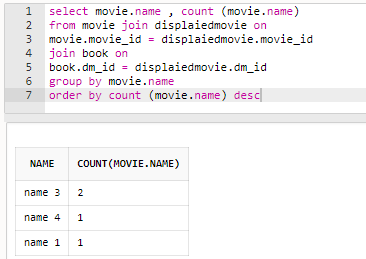 1 select movie.name , count (movie.name)
2 from movie join displaiedmovie on
3 movie.movie_id = displaiedmovie.movie_id
4 join book on
5 book.dm_id = displaiedmovie.dm_id
6 group by movie.name
7 order by count (movie.name) desc
NAME COUNT(MOVIE.NAME)
name 3 2
name 4 1
name 1 1